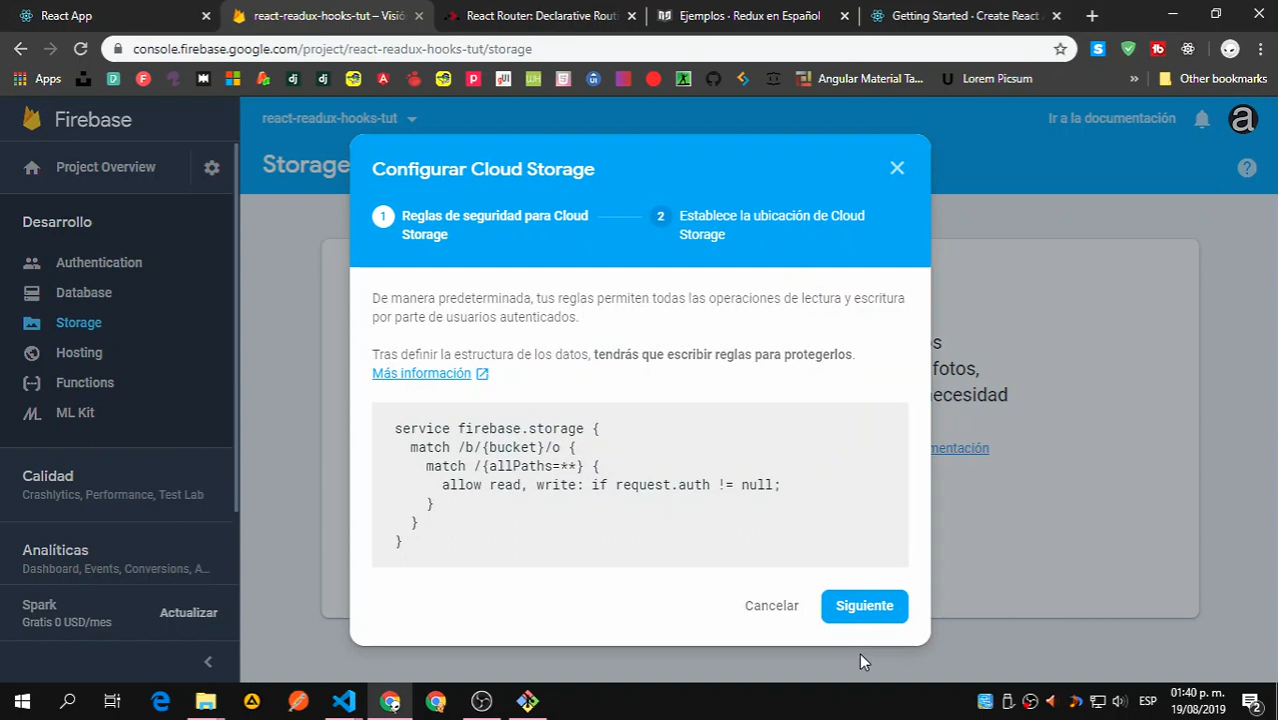 React App
react-readux-hooks-tut – Visió
React Router: Declarative Routi
Ejemplos · Redux en Español
Getting Started · Create React A
console.firebase.google.com/project/react-readux-hooks-tut/storage
Apps
Angular Material Ta...
Lorem Picsum
»
Other bookmarks
Firebase
react-readux-hooks-tut
Ir a la documentación
Project Overview
Storage
Desarrollo
Authentication
Database
Storage
Hosting
Functions
ML Kit
Calidad
Crashlytics, Performance, Test Lab
Analíticas
Dashboard, Events, Conversions, A...
Spark
Gratis 0 USD/mes
Actualizar
Configurar Cloud Storage
1 Reglas de seguridad para Cloud
Storage
2 Establece la ubicación de Cloud
Storage
De manera predeterminada, tus reglas permiten todas las operaciones de lectura y escritura
por parte de usuarios autenticados.
Tras definir la estructura de los datos, tendrás que escribir reglas para protegerlos.
Más información
service firebase.storage {
match /b/{bucket}/o {
match /{allPaths=**} {
allow read, write: if request.auth != null;
}
}
}
Cancelar
Siguiente
os
fotos,
ecesidad
mentación
ESP
01:40 p. m.
19/08/2019
2